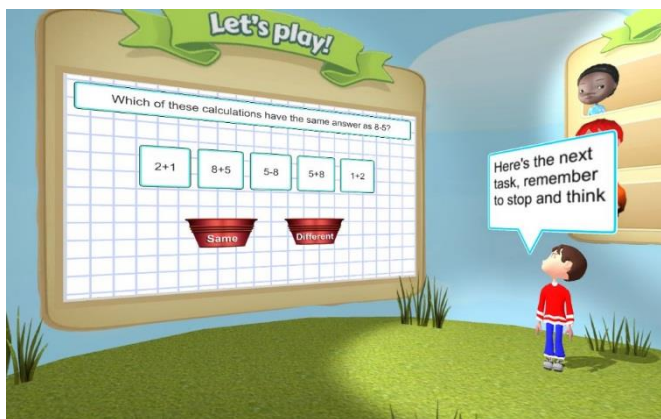 Let's play!
Which of these calculations have the same answer as 8-5?
2+1 8+5 5-8 5+8 1+2
Same Different
Here's the next
task, remember
to stop and think